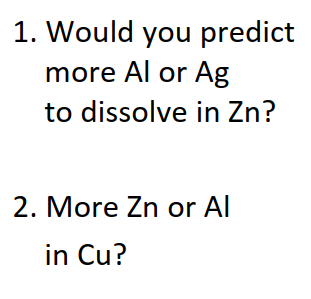 1. Would you predict
more Al or Ag
to dissolve in Zn?
2. More Zn or Al
in Cu?